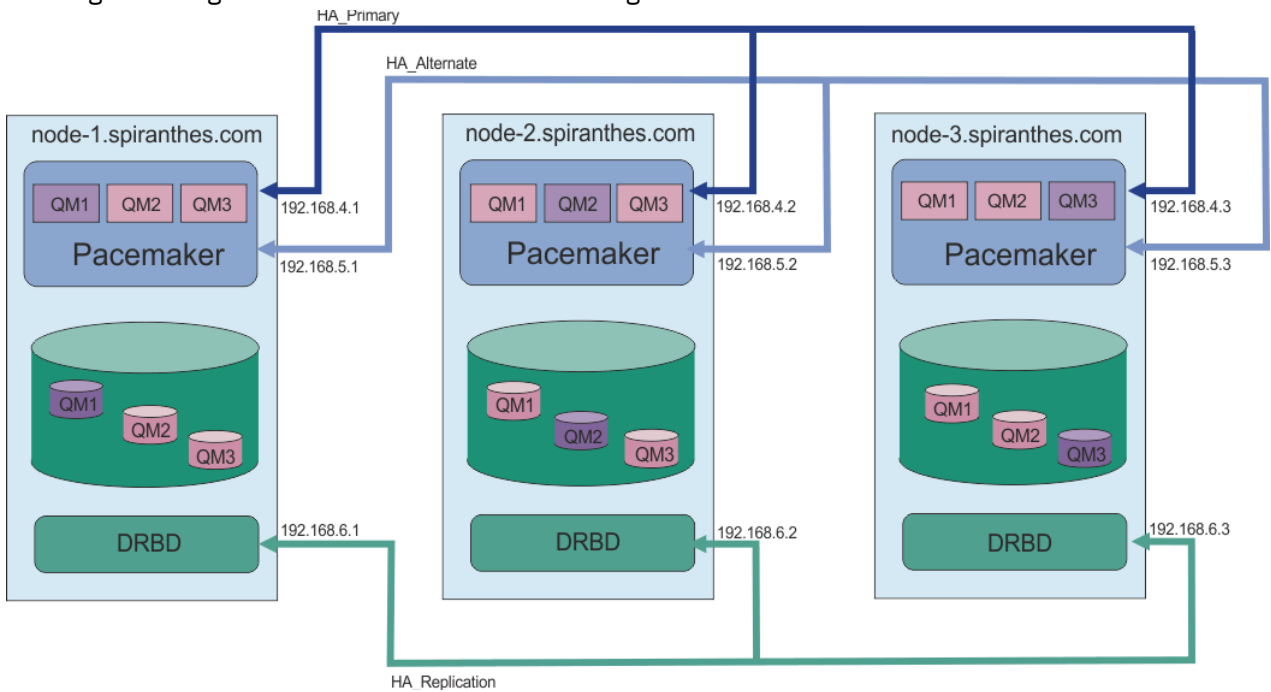 HA_Primary
HA_Alternate
node-1.spiranthes.com
QM1 QM2 QM3
Pacemaker
192.168.4.1
192.168.5.1
QM1
QM2
QM3
DRBD
192.168.6.1
node-2.spiranthes.com
QM1 QM2 QM3
Pacemaker
192.168.4.2
192.168.5.2
QM1
QM2
QM3
DRBD
192.168.6.2
node-3.spiranthes.com
QM1 QM2 QM3
Pacemaker
192.168.4.3
192.168.5.3
QM1
QM2
QM3
DRBD
192.168.6.3
HA_Replication